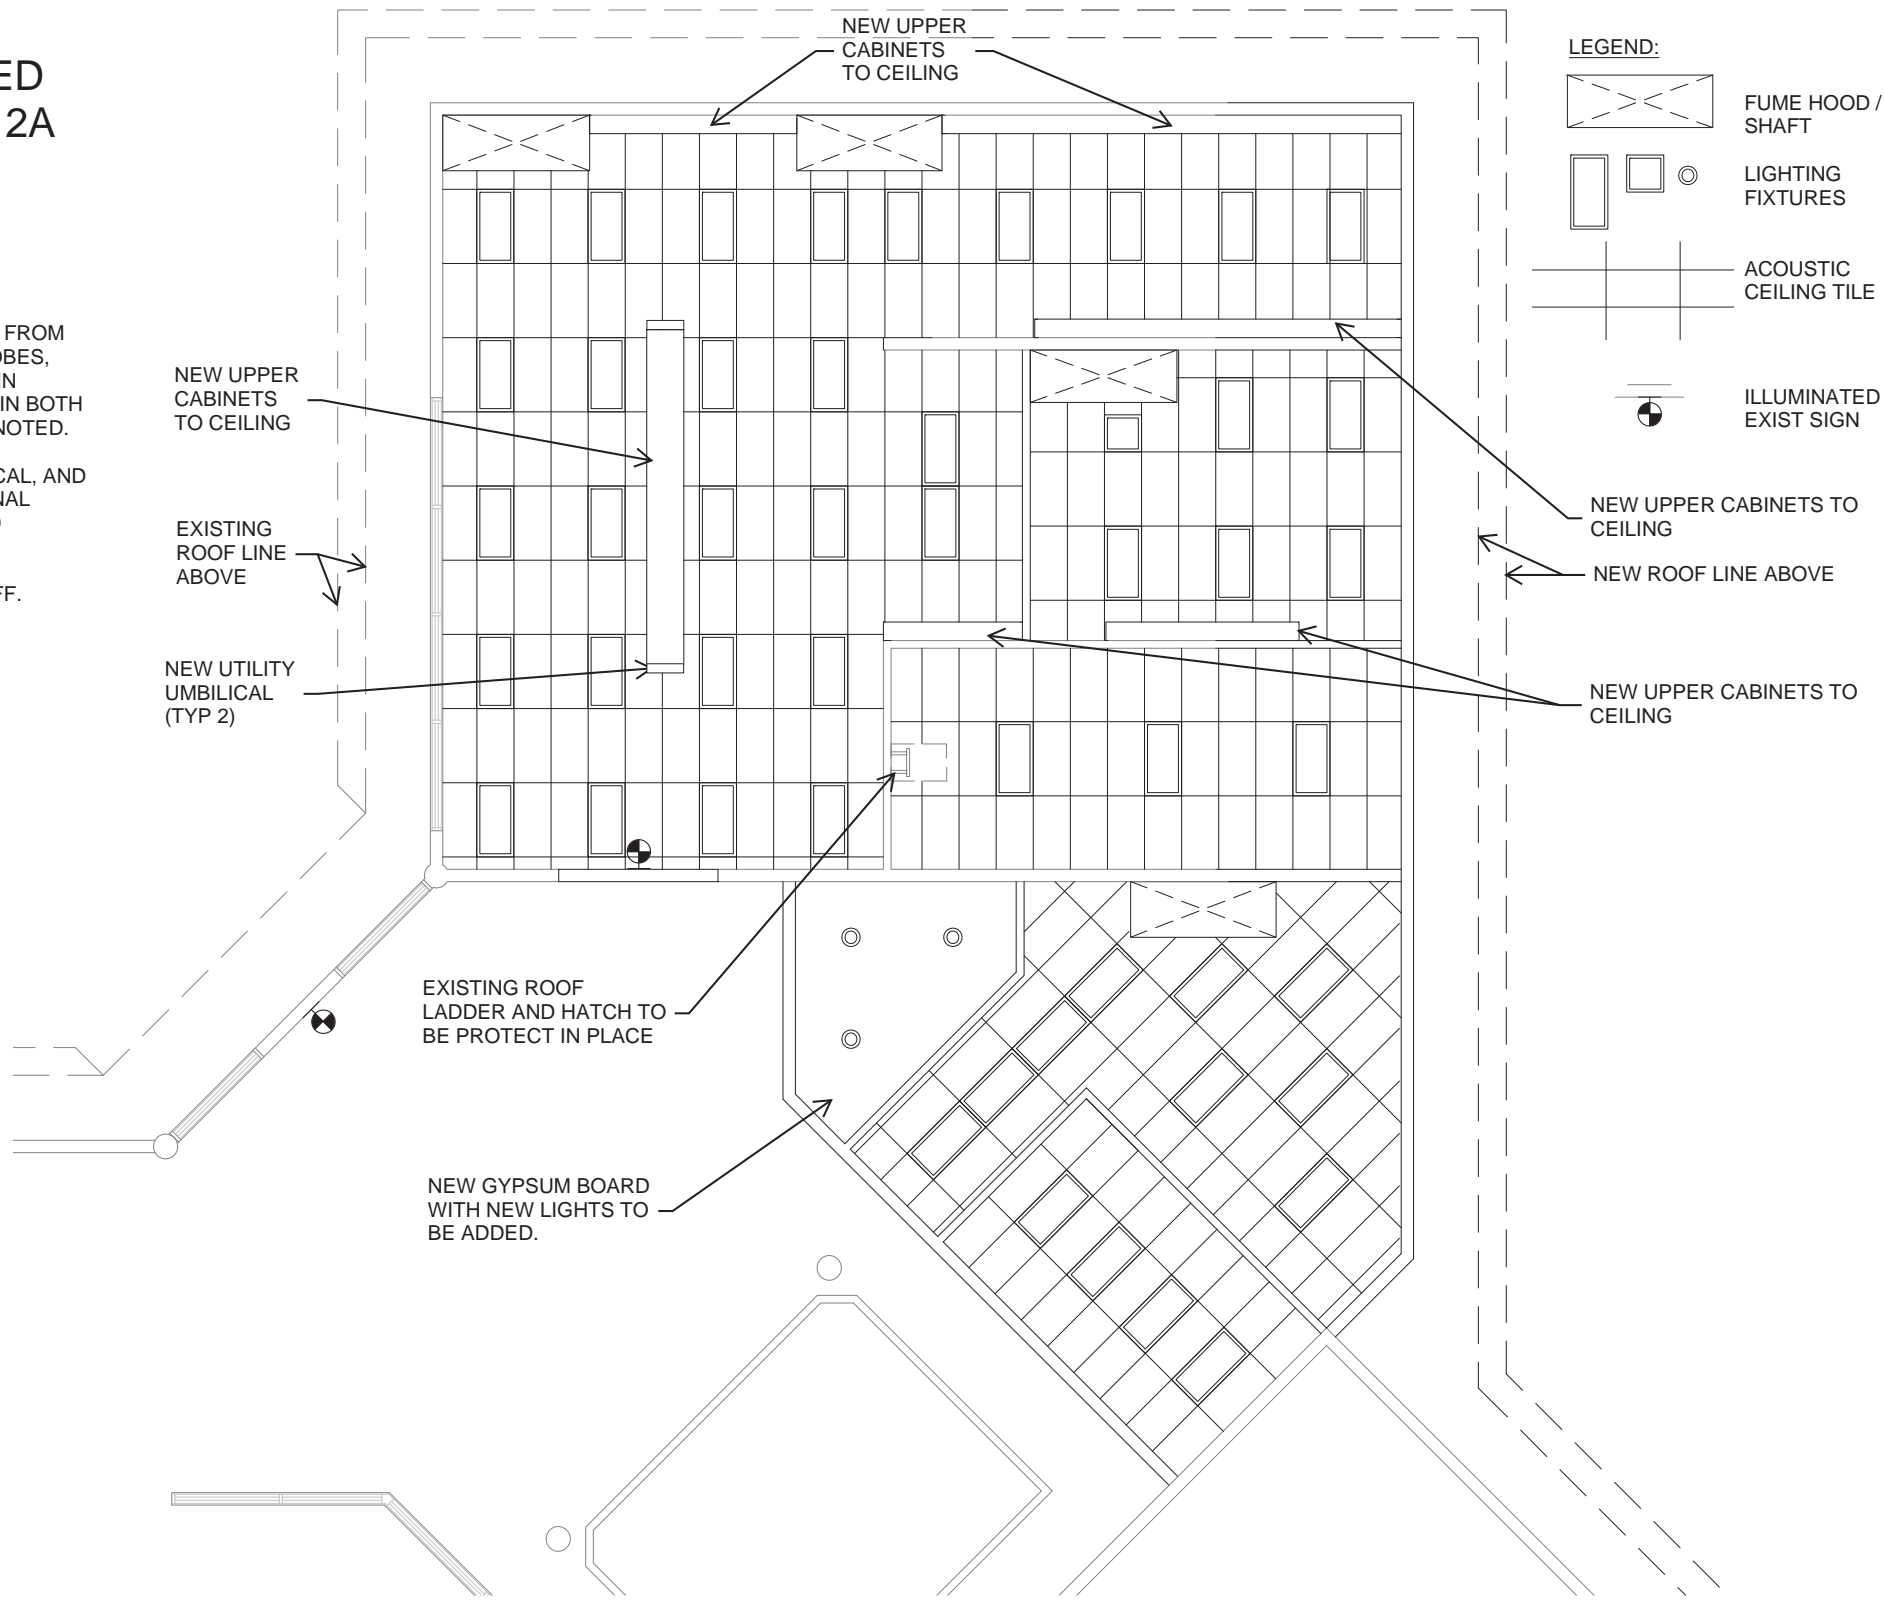 ED
2A
FROM
OBES,
IN
IN BOTH
NOTED.
CAL, AND
NAL
FF.
NEW UPPER
CABINETS
TO CEILING
NEW UPPER
CABINETS
TO CEILING
EXISTING
ROOF LINE
ABOVE
NEW UTILITY
UMBILICAL
(TYP 2)
EXISTING ROOF
LADDER AND HATCH TO
BE PROTECT IN PLACE
NEW GYPSUM BOARD
WITH NEW LIGHTS TO
BE ADDED.
LEGEND:
FUME HOOD /
SHAFT
LIGHTING
FIXTURES
ACOUSTIC
CEILING TILE
ILLUMINATED
EXIST SIGN
NEW UPPER CABINETS TO
CEILING
NEW ROOF LINE ABOVE
NEW UPPER CABINETS TO
CEILING